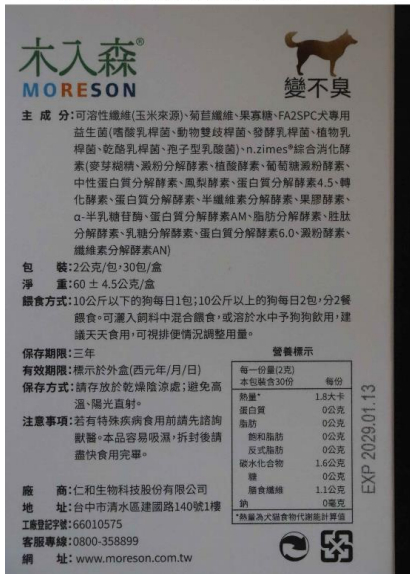 木入森®
MORESON
變不臭
主成分:可溶性纖維(玉米來源)、菊苣纖維、果寡糖、FA2SPC犬專用
益生菌(嗜酸乳桿菌、動物雙歧桿菌、發酵乳桿菌、植物乳
桿菌、乾酪乳桿菌、孢子型乳酸菌)、n.zimes®綜合消化酵
素(麥芽糊精、澱粉分解酵素、植酸酵素、葡萄糖澱粉酵素、
中性蛋白質分解酵素、鳳梨酵素、蛋白質分解酵素4.5、轉
化酵素、蛋白質分解酵素、半纖維素分解酵素、果膠酵素、
α-半乳糖苷酶、蛋白質分解酵素AM、脂肪分解酵素、胜肽
分解酵素、乳糖分解酵素、蛋白質分解酵素6.0、澱粉酵素、
纖維素分解酵素AN)
包裝:2公克/包,30包/盒
淨重:60 ± 4.5公克/盒
餵食方式:10公斤以下的狗每日1包;10公斤以上的狗每日2包,分2餐
餵食。可灑入飼料中混合餵食,或溶於水中予狗狗飲用,建
議天天食用,可視排便情況調整用量。
保存期限:三年
有效期限:標示於外盒(西元年/月/日)
保存方式:請存放於乾燥陰涼處;避免高
溫、陽光直射。
注意事項:若有特殊疾病食用前請先諮詢
獸醫。本品容易吸濕,拆封後請
盡快食用完畢。
營養標示
每一份量(2克)
本包裝含30份 每份
熱量* 1.8大卡
蛋白質 0公克
脂肪 0公克
飽和脂肪 0公克
反式脂肪 0公克
碳水化合物 1.6公克
糖 0公克
膳食纖維 1.1公克
鈉 0毫克
*熱量為犬貓食物代謝能計算值
EXP 2029.01.13
廠商:仁和生物科技股份有限公司
地址:台中市清水區建國路140號1樓
工廠登記字號:66010575
客服專線:0800-358899
網址:www.moreson.com.tw